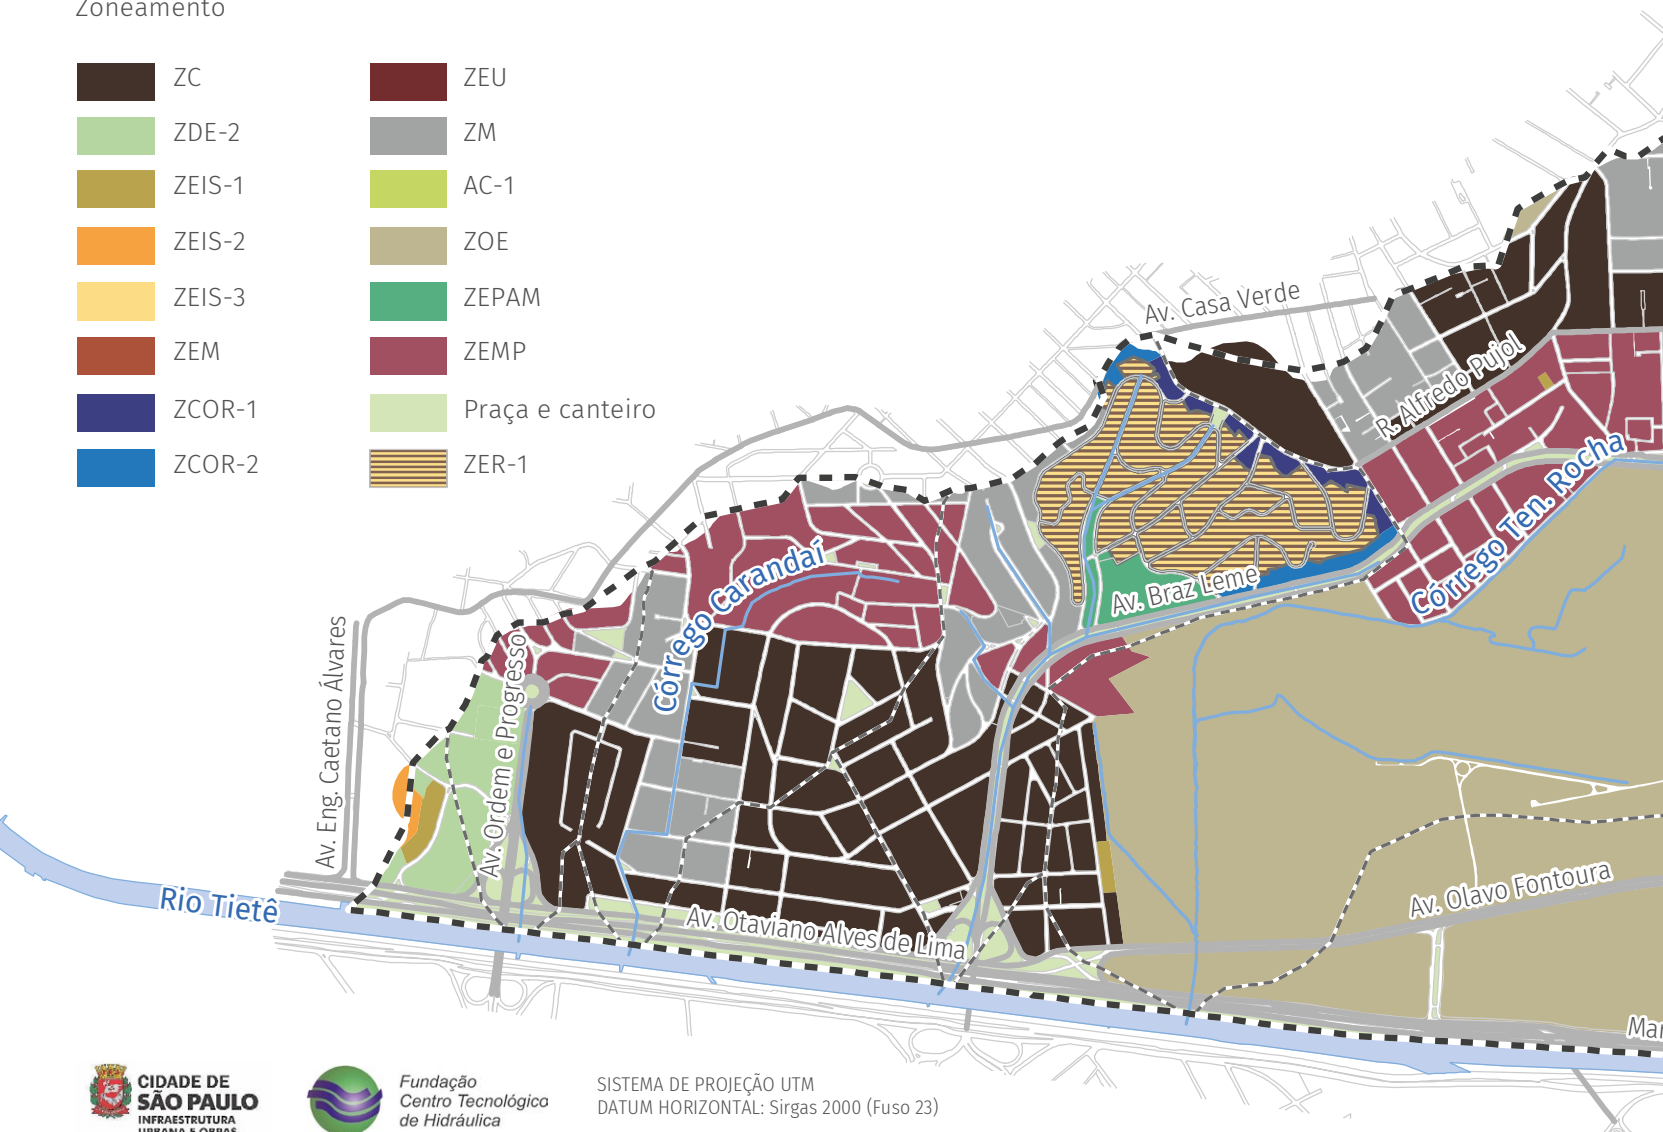 Zoneamento
ZC
ZDE-2
ZEIS-1
ZEIS-2
ZEIS-3
ZEM
ZCOR-1
ZCOR-2
ZEU
ZM
AC-1
ZOE
ZEPAM
ZEMP
Praça e canteiro
ZER-1
Av. Casa Verde
R. Alfredo Pujol
Córrego Ten. Rocha
Córrego Carandaí
Av. Braz Leme
Av. Eng. Caetano Álvares
Av. Ordem e Progresso
Rio Tietê
Av. Otaviano Alves de Lima
Av. Olavo Fontoura
Mar
CIDADE DE
SÃO PAULO
INFRAESTRUTURA
URBANA E OBRAS
Fundação
Centro Tecnológico
de Hidráulica
SISTEMA DE PROJEÇÃO UTM
DATUM HORIZONTAL: Sirgas 2000 (Fuso 23)